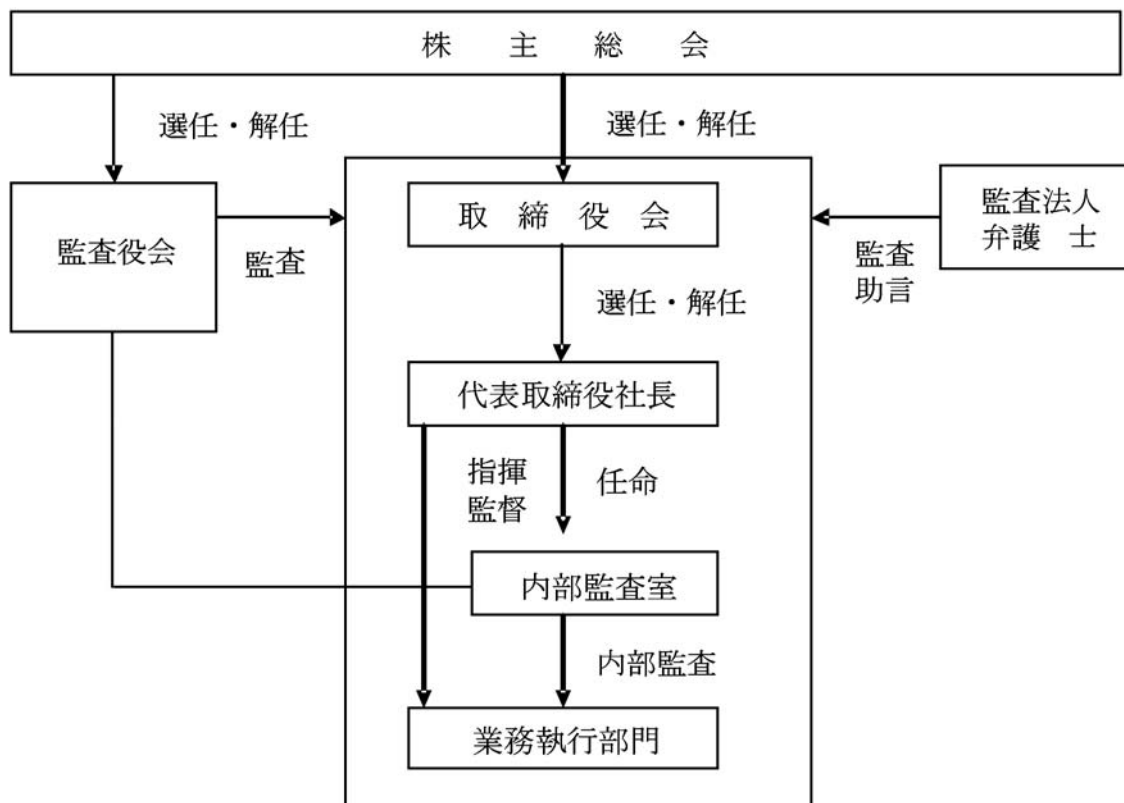 株 主 総 会
選任・解任
選任・解任
監査役会
監査
取 締 役 会
監査法人
弁護 士
監査
助言
選任・解任
代表取締役社長
指揮
監督
任命
内部監査室
内部監査
業務執行部門